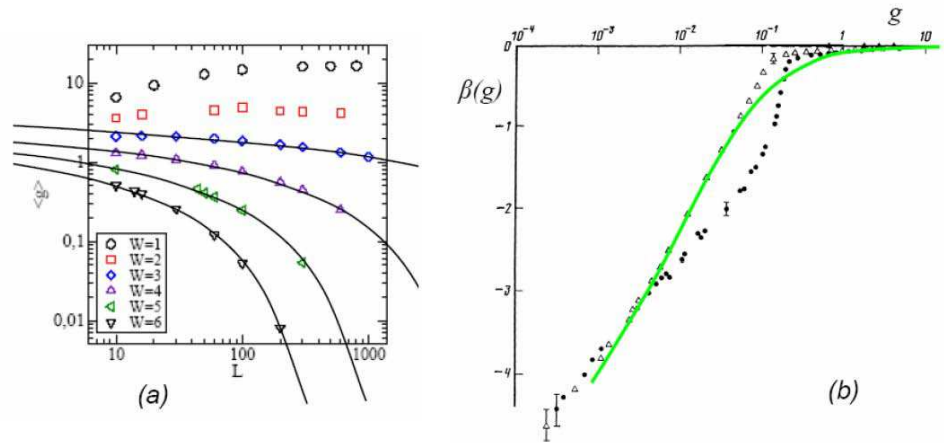 10
1
0,1
0,01
<g>
W=1
W=2
W=3
W=4
W=5
W=6
10 100 1000
L
(a)
g
10⁻⁴ 10⁻³ 10⁻² 10⁻¹ 1 10
0
β(g)
-1
-2
-3
-4
(b)